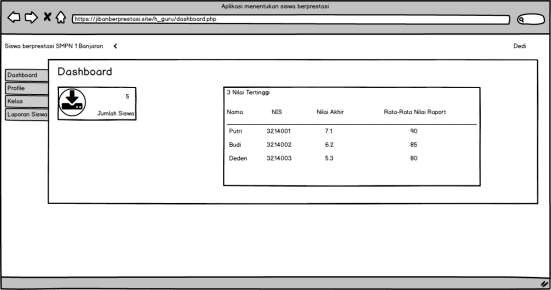 Aplikasi menentukan siswa berprestasi
https://jibanberprestasi.site/h_guru/dashboard.php
Siswa berprestasi SMPN 1 Banjaran
Dedi
Dashboard
Profile
Kelas
Laporan Siswa
Dashboard
5
Jumlah Siswa
3 Nilai Tertinggi
Nama NIS Nilai Akhir Rata-Rata Nilai Raport
Putri 3214001 7.1 90
Budi 3214002 6.2 85
Deden 3214003 5.3 80